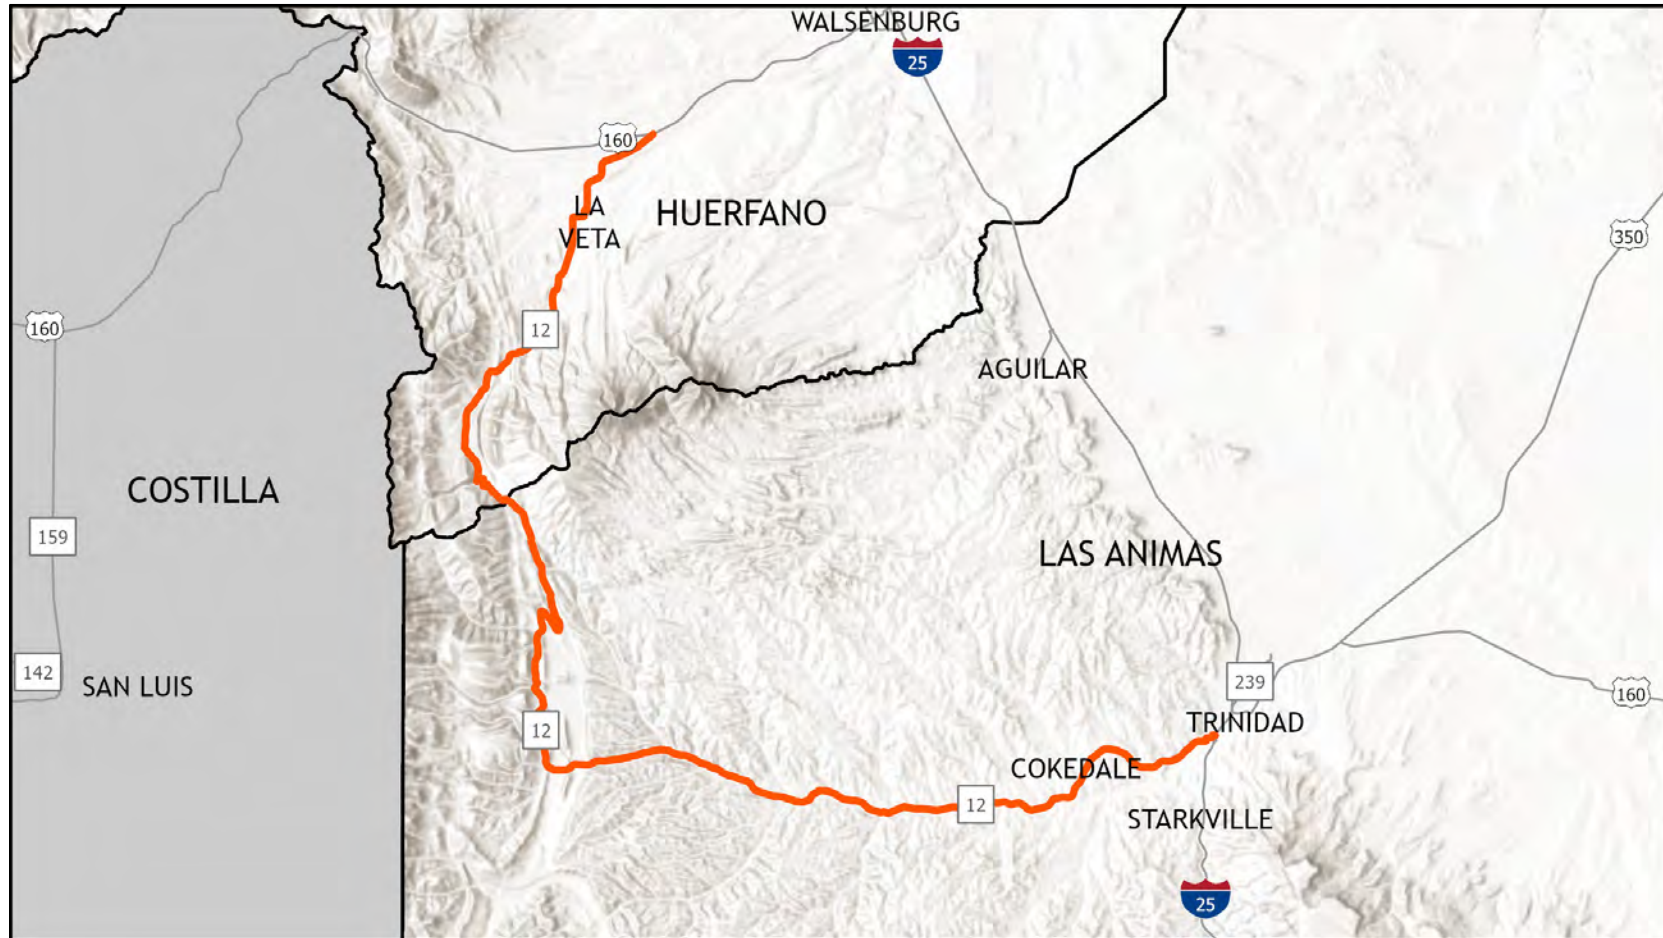 WALSENBURG
25
160
LA
VETA
HUERFANO
350
160
12
AGUILAR
COSTILLA
159
LAS ANIMAS
142
SAN LUIS
239
160
TRINIDAD
12
COKEDALE
12
STARKVILLE
25